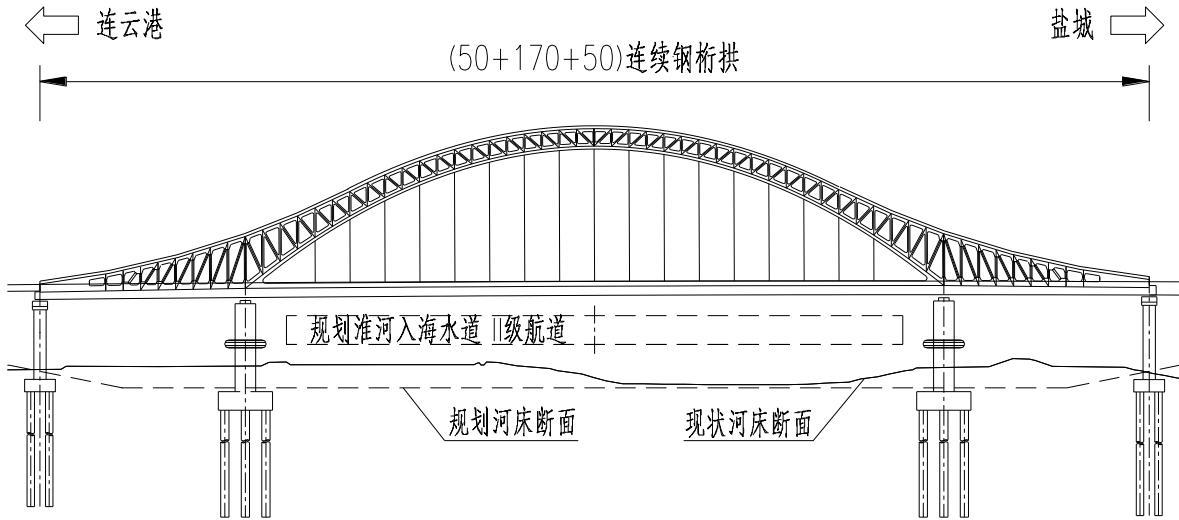 连云港
盐城
(50+170+50)连续钢桁拱
规划淮河入海水道 Ⅱ级航道
规划河床断面
现状河床断面